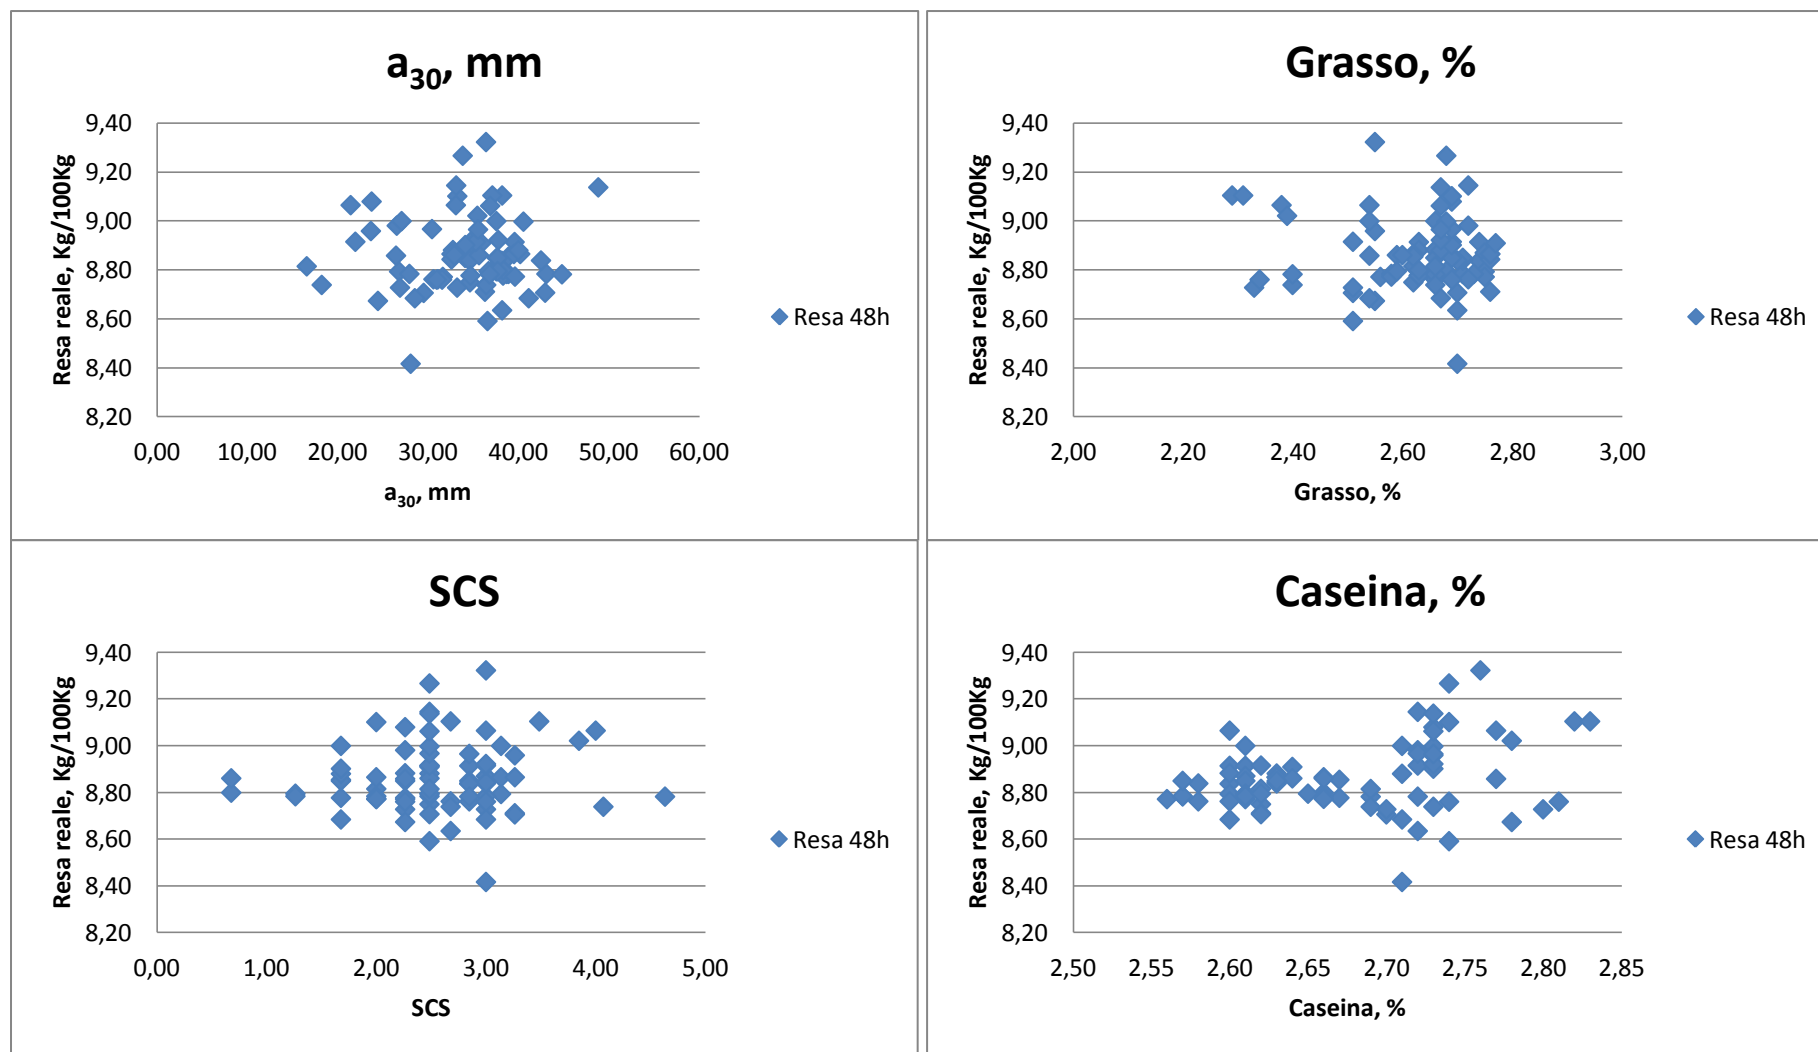 a30, mm
Resa reale, Kg/100Kg
9,40
9,20
9,00
8,80
8,60
8,40
8,20
0,00 10,00 20,00 30,00 40,00 50,00 60,00
a30, mm
Resa 48h
Grasso, %
Resa reale, Kg/100Kg
9,40
9,20
9,00
8,80
8,60
8,40
8,20
2,00 2,20 2,40 2,60 2,80 3,00
Grasso, %
Resa 48h
SCS
Resa reale, Kg/100Kg
9,40
9,20
9,00
8,80
8,60
8,40
8,20
0,00 1,00 2,00 3,00 4,00 5,00
SCS
Resa 48h
Caseina, %
Resa reale, Kg/100Kg
9,40
9,20
9,00
8,80
8,60
8,40
8,20
2,50 2,55 2,60 2,65 2,70 2,75 2,80 2,85
Caseina, %
Resa 48h